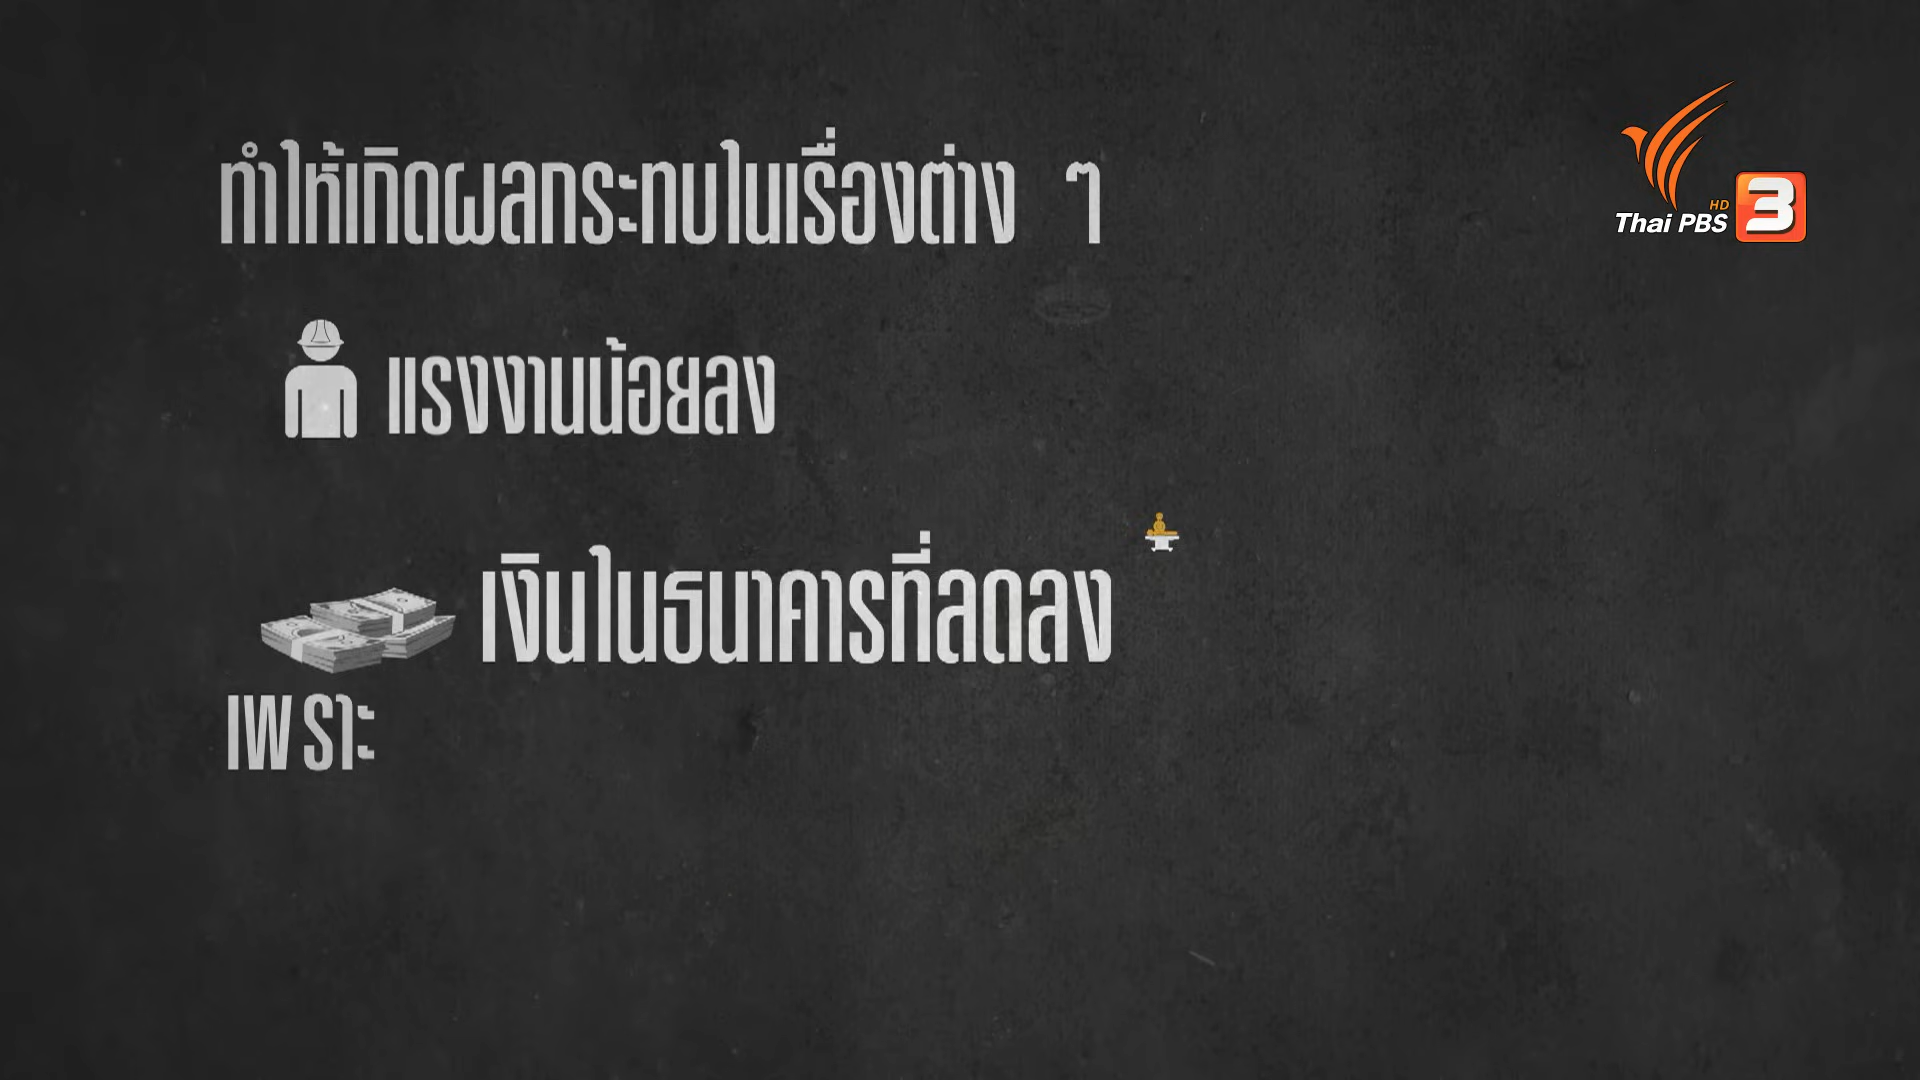 ทำให้เกิดผลกระทบในเรื่องต่าง ๆ
HD
Thai PBS 3
แรงงานน้อยลง
เงินในธนาคารที่ลดลง
เพราะ